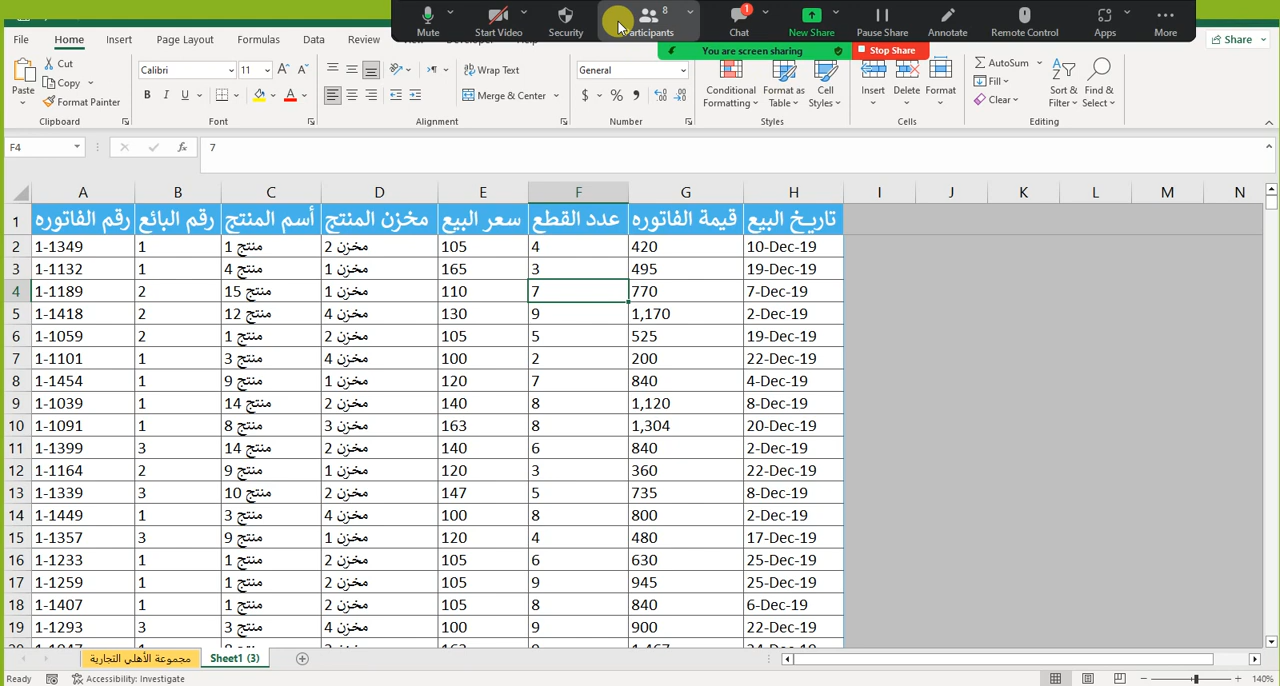 Mute
Start Video
Security
8
Participants
1
Chat
New Share
Pause Share
Annotate
Remote Control
Apps
More
You are screen sharing
Stop Share
File
Home
Insert
Page Layout
Formulas
Data
Review
Share
Paste
Cut
Copy
Format Painter
Clipboard
Calibri
11
B I U
Font
Wrap Text
Merge & Center
Alignment
General
$ % ,
Number
Conditional Formatting
Format as Table
Cell Styles
Styles
Insert
Delete
Format
Cells
AutoSum
Fill
Clear
Sort & Filter
Find & Select
Editing
F4
fx
7
A B C D E F G H I J K L M N
1 رقم الفاتوره رقم البائع أسم المنتج مخزن المنتج سعر البيع عدد القطع قيمة الفاتوره تاريخ البيع
2 1-1349 1 منتج 1 مخزن 2 105 4 420 10-Dec-19
3 1-1132 1 منتج 4 مخزن 1 165 3 495 19-Dec-19
4 1-1189 2 منتج 15 مخزن 1 110 7 770 7-Dec-19
5 1-1418 2 منتج 12 مخزن 4 130 9 1,170 2-Dec-19
6 1-1059 2 منتج 1 مخزن 2 105 5 525 19-Dec-19
7 1-1101 1 منتج 3 مخزن 4 100 2 200 22-Dec-19
8 1-1454 1 منتج 9 مخزن 1 120 7 840 4-Dec-19
9 1-1039 1 منتج 14 مخزن 2 140 8 1,120 8-Dec-19
10 1-1091 1 منتج 8 مخزن 3 163 8 1,304 20-Dec-19
11 1-1399 3 منتج 14 مخزن 2 140 6 840 2-Dec-19
12 1-1164 2 منتج 9 مخزن 1 120 3 360 22-Dec-19
13 1-1339 3 منتج 10 مخزن 2 147 5 735 8-Dec-19
14 1-1449 1 منتج 3 مخزن 4 100 8 800 2-Dec-19
15 1-1357 3 منتج 9 مخزن 1 120 4 480 17-Dec-19
16 1-1233 1 منتج 1 مخزن 2 105 6 630 25-Dec-19
17 1-1259 1 منتج 1 مخزن 2 105 9 945 25-Dec-19
18 1-1407 1 منتج 1 مخزن 2 105 8 840 6-Dec-19
19 1-1293 3 منتج 3 مخزن 4 100 9 900 22-Dec-19
مجموعة الأهلي التجارية
Sheet1 (3)
Ready
Accessibility: Investigate
140%